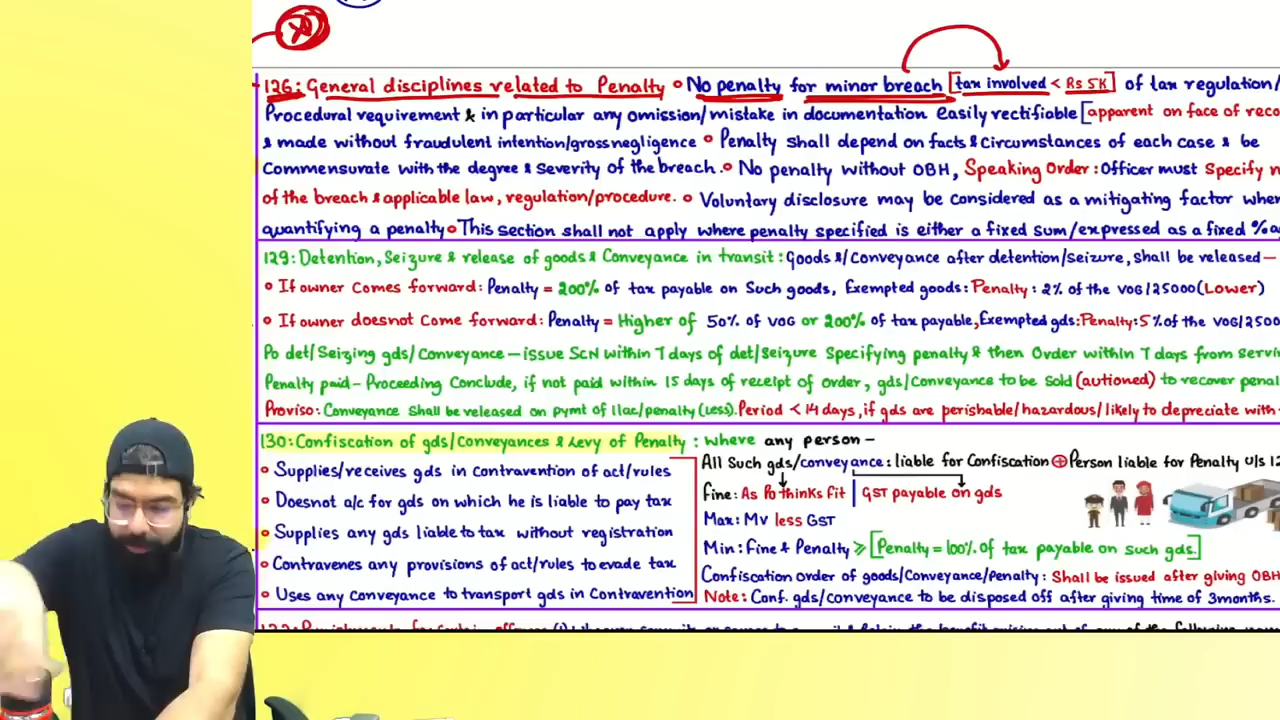 126: General disciplines related to Penalty ° No penalty for minor breach [tax involved < Rs 5K] of tax regulation/
Procedural requirement & in particular any omission/mistake in documentation easily rectifiable [apparent on face of reco
& made without fraudulent intention/gross negligence ° Penalty shall depend on facts & Circumstances of each case & be
Commensurate with the degree & Severity of the breach. ° No penalty without OBH, Speaking Order: Officer must Specify n
of the breach & applicable law, regulation/procedure. ° Voluntary disclosure may be considered as a mitigating factor when
quantifying a penalty ° This section shall not apply where penalty specified is either a fixed sum/expressed as a fixed %a
129: Detention, Seizure & release of goods & Conveyance in transit: Goods &/Conveyance after detention/seizure, shall be released—
° If owner Comes forward: Penalty = 200% of tax payable on Such goods, Exempted goods: Penalty: 2% of the VOG/25000(Lower)
° If owner doesnot Come forward: Penalty = Higher of 50% of VOG or 200% of tax payable, Exempted gds: Penalty: 5% of the VOG/2500
Po det/Seizing gds/Conveyance — issue SCN within 7 days of det/seizure Specifying penalty & then Order within 7 days from servi
Penalty paid - Proceeding Conclude, if not paid within 15 days of receipt of Order, gds/Conveyance to be Sold (autioned) to recover penal
Proviso: Conveyance shall be released on pymt of 1lac/penalty (less). Period < 14 days, if gds are perishable/hazardous/likely to depreciate with
130: Confiscation of gds/Conveyances & Levy of Penalty: where any person —
° Supplies/receives gds in Contravention of act/rules
° Doesnot a/c for gds on which he is liable to pay tax
° Supplies any gds liable to tax without registration
° Contravenes any provisions of act/rules to evade tax
° Uses any Conveyance to transport gds in Contravention
All Such gds/conveyance: liable for Confiscation ⊕ Person liable for Penalty u/s 12
Fine: As Po thinks fit | GST payable on gds
Max: MV less GST
Min: Fine & Penalty ≥ [Penalty = 100% of tax payable on such gds.]
Confiscation order of goods/Conveyance/penalty: Shall be issued after giving OBH
Note: Conf. gds/conveyance to be disposed off after giving time of 3months.